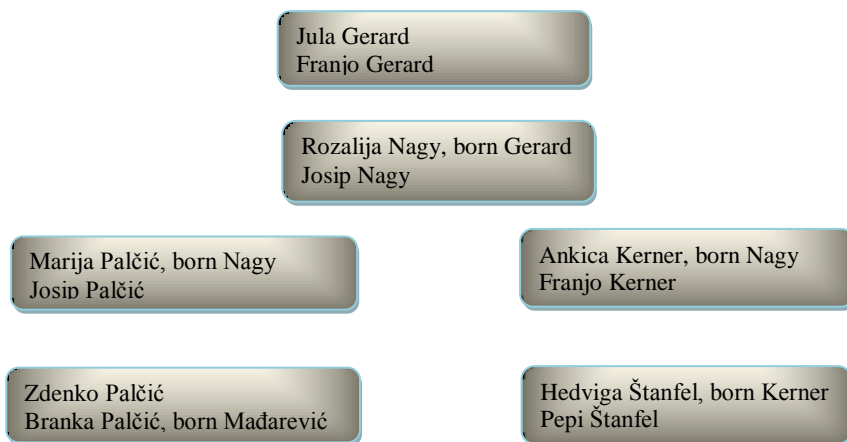 Jula Gerard
Franjo Gerard
Rozalija Nagy, born Gerard
Josip Nagy
Marija Palčić, born Nagy
Josip Palčić
Ankica Kerner, born Nagy
Franjo Kerner
Zdenko Palčić
Branka Palčić, born Mađarević
Hedviga Štanfel, born Kerner
Pepi Štanfel